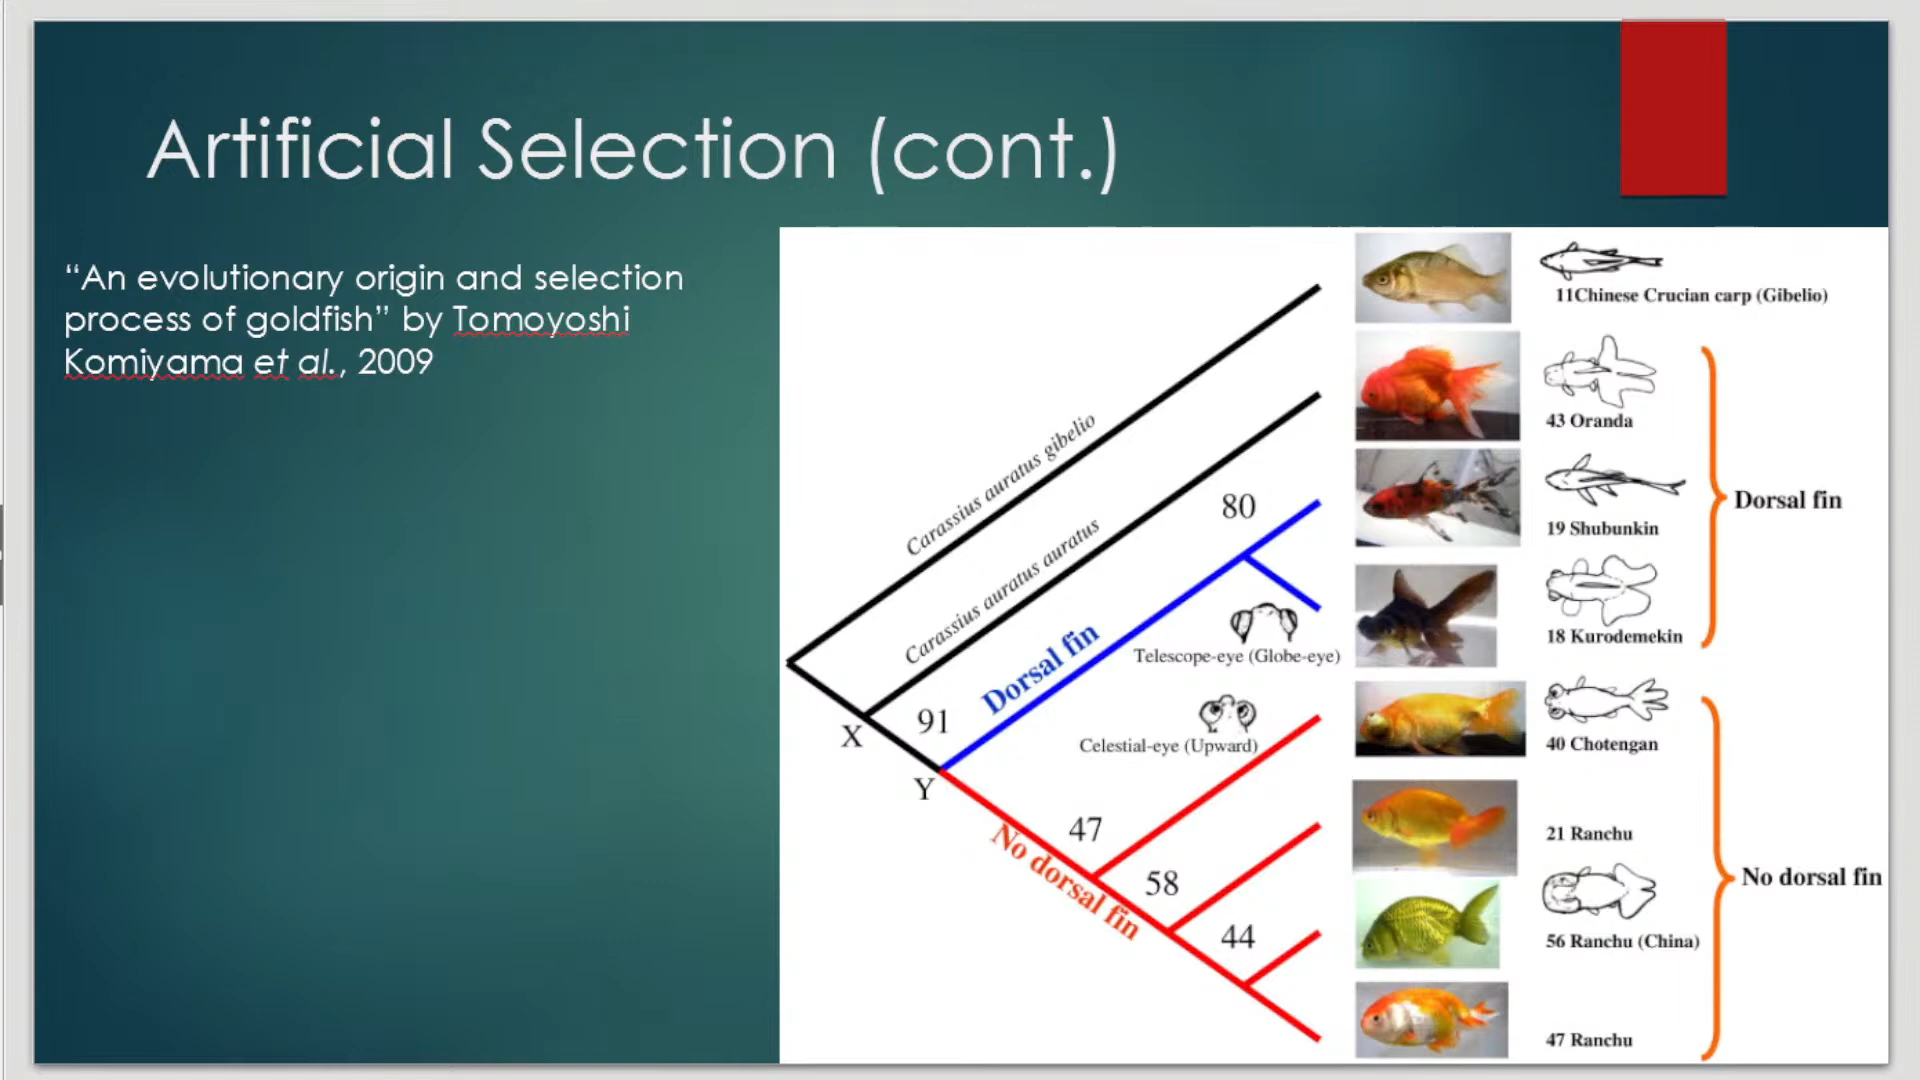 Artificial Selection (cont.)
“An evolutionary origin and selection
process of goldfish” by Tomoyoshi
Komiyama et al., 2009
11Chinese Crucian carp (Gibelio)
43 Oranda
19 Shubunkin
18 Kurodemekin
Dorsal fin
40 Chotengan
21 Ranchu
56 Ranchu (China)
47 Ranchu
No dorsal fin
Carassius auratus gibelio
Carassius auratus auratus
80
Dorsal fin
Telescope-eye (Globe-eye)
91
X
Celestial-eye (Upward)
Y
47
No dorsal fin
58
44